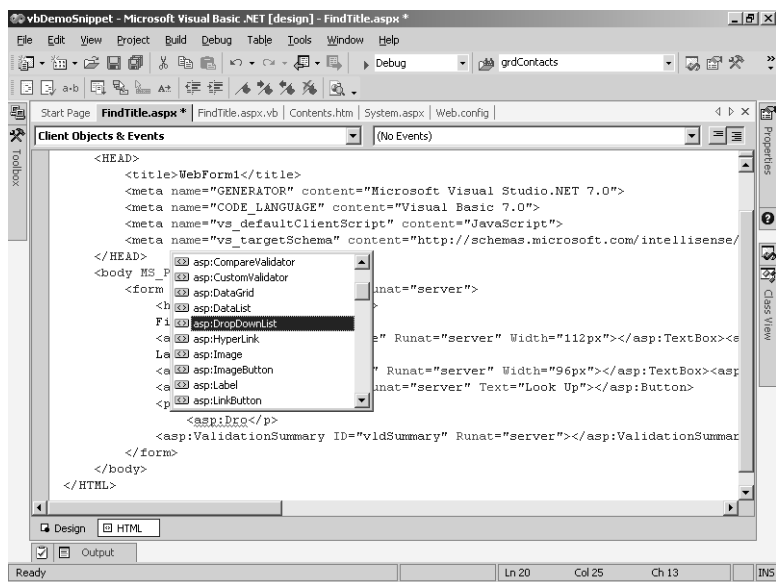 vbDemoSnippet - Microsoft Visual Basic .NET [design] - FindTitle.aspx *
File Edit View Project Build Debug Table Tools Window Help
Debug grdContacts
a·b
Start Page FindTitle.aspx * FindTitle.aspx.vb Contents.htm System.aspx Web.config
Client Objects & Events (No Events)
Toolbox
<HEAD>
<title>WebForm1</title>
<meta name="GENERATOR" content="Microsoft Visual Studio.NET 7.0">
<meta name="CODE_LANGUAGE" content="Visual Basic 7.0">
<meta name="vs_defaultClientScript" content="JavaScript">
<meta name="vs_targetSchema" content="http://schemas.microsoft.com/intellisense/
</HEAD>
<body MS_P
<form unat="server">
<h >
Fi
<a e" Runat="server" Width="112px"></asp:TextBox><a
La
<a " Runat="server" Width="96px"></asp:TextBox><asp
<a unat="server" Text="Look Up"></asp:Button>
<p
<asp:Dro</p>
<asp:ValidationSummary ID="vldSummary" Runat="server"></asp:ValidationSummar
</form>
</body>
</HTML>
asp:CompareValidator
asp:CustomValidator
asp:DataGrid
asp:DataList
asp:DropDownList
asp:HyperLink
asp:Image
asp:ImageButton
asp:Label
asp:LinkButton
Properties
Class View
Design HTML
Output
Ready Ln 20 Col 25 Ch 13 INS